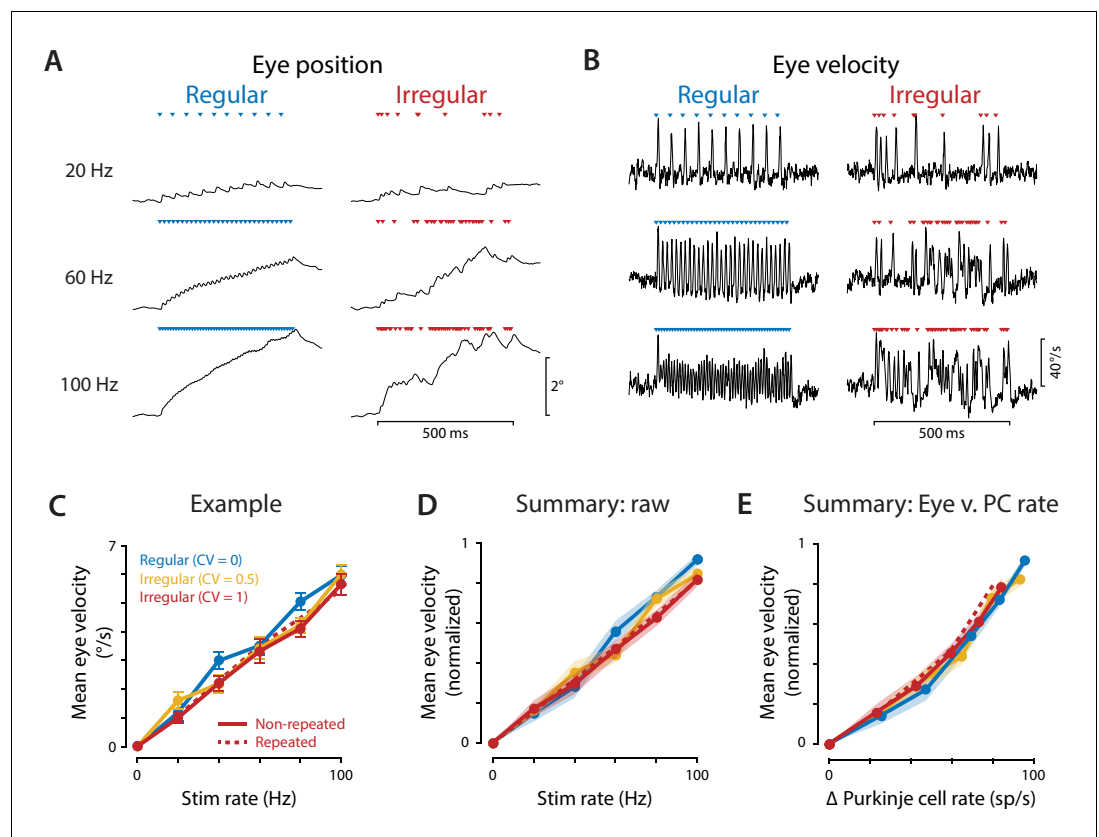 A
Eye position
Regular
Irregular
20 Hz
60 Hz
100 Hz
2°
500 ms
B
Eye velocity
Regular
Irregular
40°/s
500 ms
C
Example
7
Regular (CV = 0)
Irregular (CV = 0.5)
Irregular (CV = 1)
Mean eye velocity
(°/s)
Non-repeated
Repeated
0
0
100
Stim rate (Hz)
D
Summary: raw
1
Mean eye velocity
(normalized)
0
0
100
Stim rate (Hz)
E
Summary: Eye v. PC rate
1
Mean eye velocity
(normalized)
0
0
100
Δ Purkinje cell rate (sp/s)